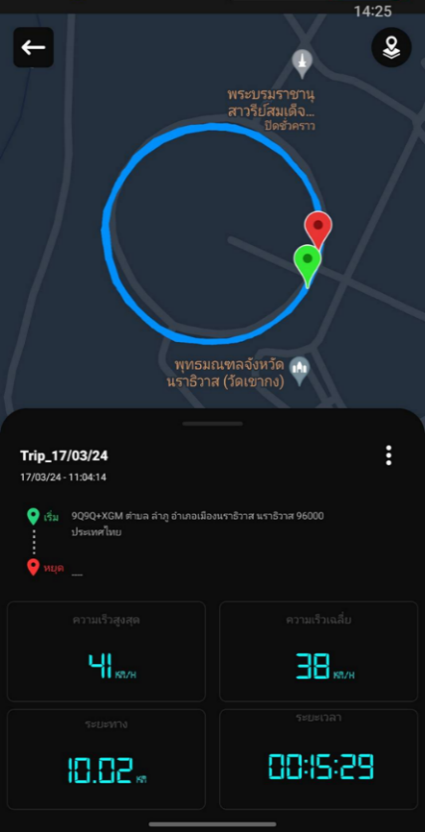 14:25
พระบรมราชานุ
สาวรีย์สมเด็จ...
ปิดชั่วคราว
พุทธมณฑลจังหวัด
นราธิวาส (วัดเขากง)
Trip_17/03/24
17/03/24 - 11:04:14
เริ่ม 9Q9Q+XGM ตำบล ลำภู อำเภอเมืองนราธิวาส นราธิวาส 96000
ประเทศไทย
หยุด __
ความเร็วสูงสุด
41 KM/H
ความเร็วเฉลี่ย
38 KM/H
ระยะทาง
10.02 KM
ระยะเวลา
00:15:29